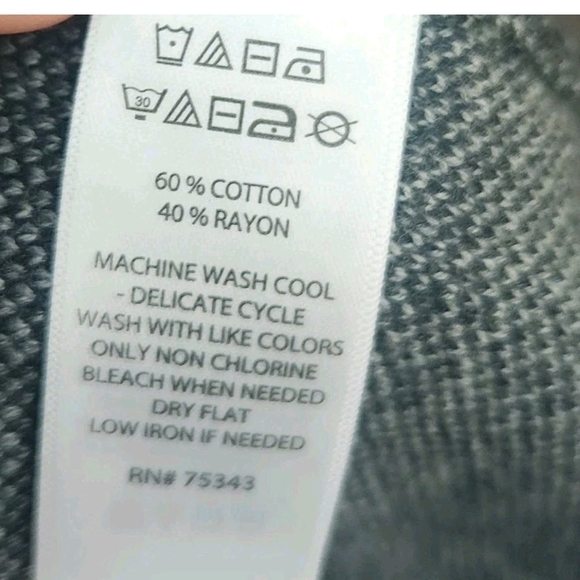 30
60 % COTTON
40 % RAYON
MACHINE WASH COOL
- DELICATE CYCLE
WASH WITH LIKE COLORS
ONLY NON CHLORINE
BLEACH WHEN NEEDED
DRY FLAT
LOW IRON IF NEEDED
RN# 75343